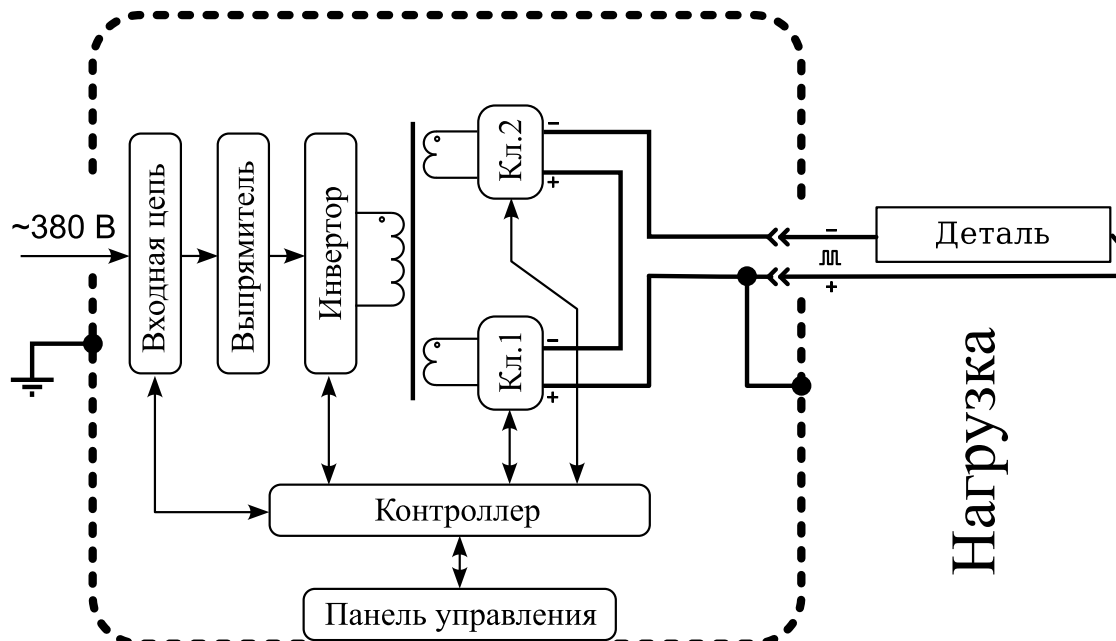 ~380 В
Входная цепь
Выпрямитель
Инвертор
Кл.2
-
+
Кл.1
-
+
-
+
Деталь
Нагрузка
Контроллер
Панель управления